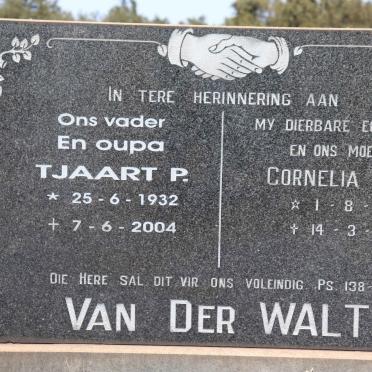 IN TERE HERINNERING AAN
Ons vader
En oupa
TJAART P.
* 25 - 6 - 1932
+ 7 - 6 - 2004
MY DIERBARE
EN ONS
CORNELIA
* 1 - 8 -
+ 14 - 3 -
DIE HERE SAL DIT VIR ONS VOLEINDIG. PS. 138-
VAN DER WALT